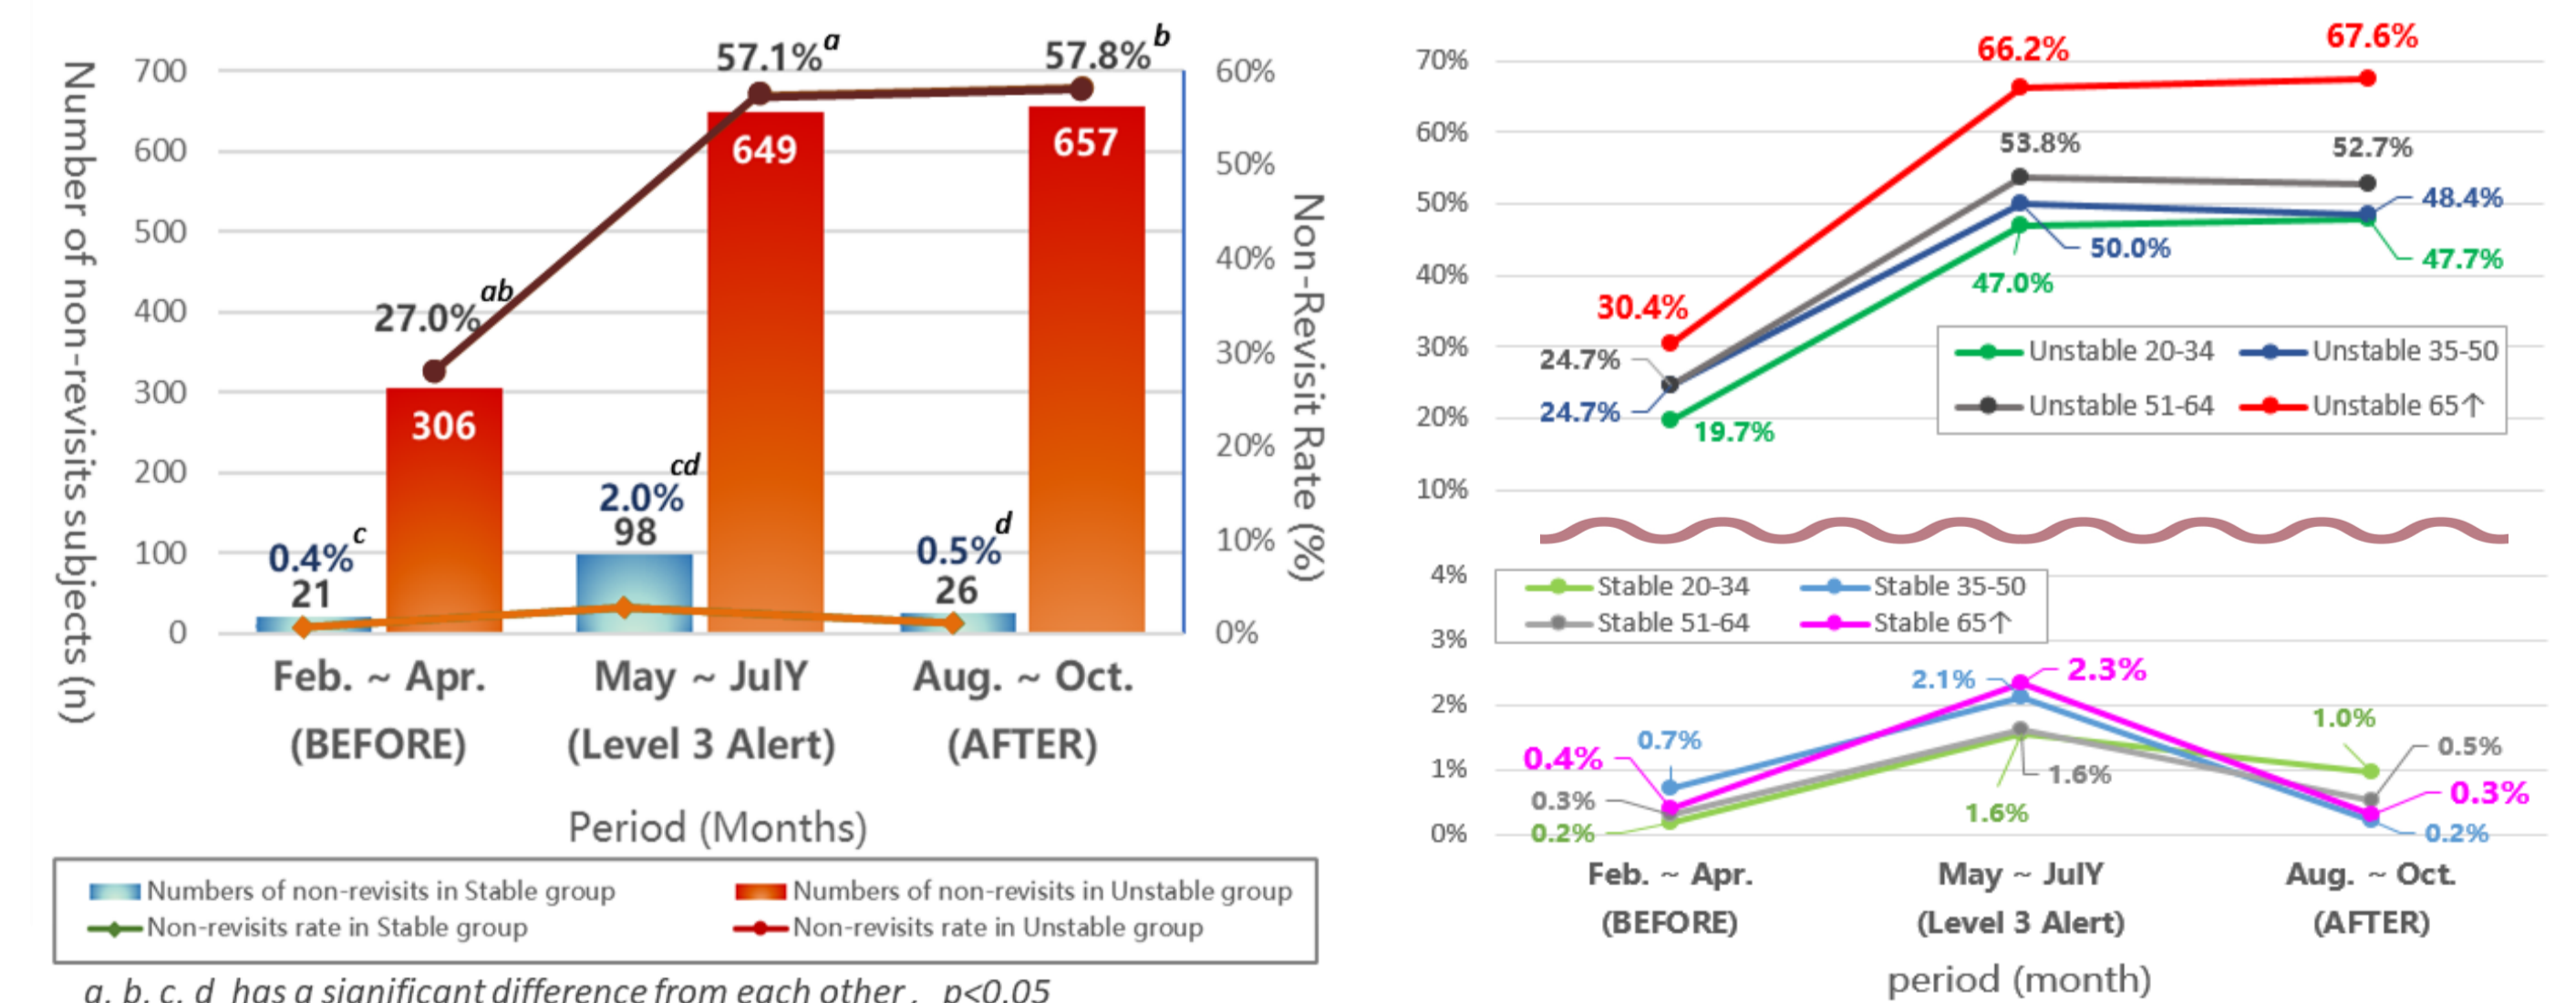 Number of non-revisits subjects (n)
700
600
500
400
300
200
100
0
60%
50%
40%
30%
20%
10%
0%
Non-Revisit Rate (%)
57.1% a
57.8% b
649
657
27.0% ab
306
cd
2.0%
98
0.4% c
21
0.5% d
26
Feb. ~ Apr.
(BEFORE)
May ~ JulY
(Level 3 Alert)
Aug. ~ Oct.
(AFTER)
Period (Months)
Numbers of non-revisits in Stable group
Numbers of non-revisits in Unstable group
Non-revisits rate in Stable group
Non-revisits rate in Unstable group
a, b, c, d has a significant difference from each other , p<0.05
70%
60%
50%
40%
30%
20%
10%
66.2%
67.6%
53.8%
52.7%
48.4%
50.0%
47.7%
47.0%
30.4%
24.7%
24.7%
19.7%
Unstable 20-34
Unstable 35-50
Unstable 51-64
Unstable 65↑
4%
3%
2%
1%
0%
Stable 20-34
Stable 35-50
Stable 51-64
Stable 65↑
2.1%
2.3%
1.0%
0.7%
0.4%
0.5%
1.6%
0.3%
0.3%
1.6%
0.2%
0.2%
Feb. ~ Apr.
(BEFORE)
May ~ JulY
(Level 3 Alert)
Aug. ~ Oct.
(AFTER)
period (month)